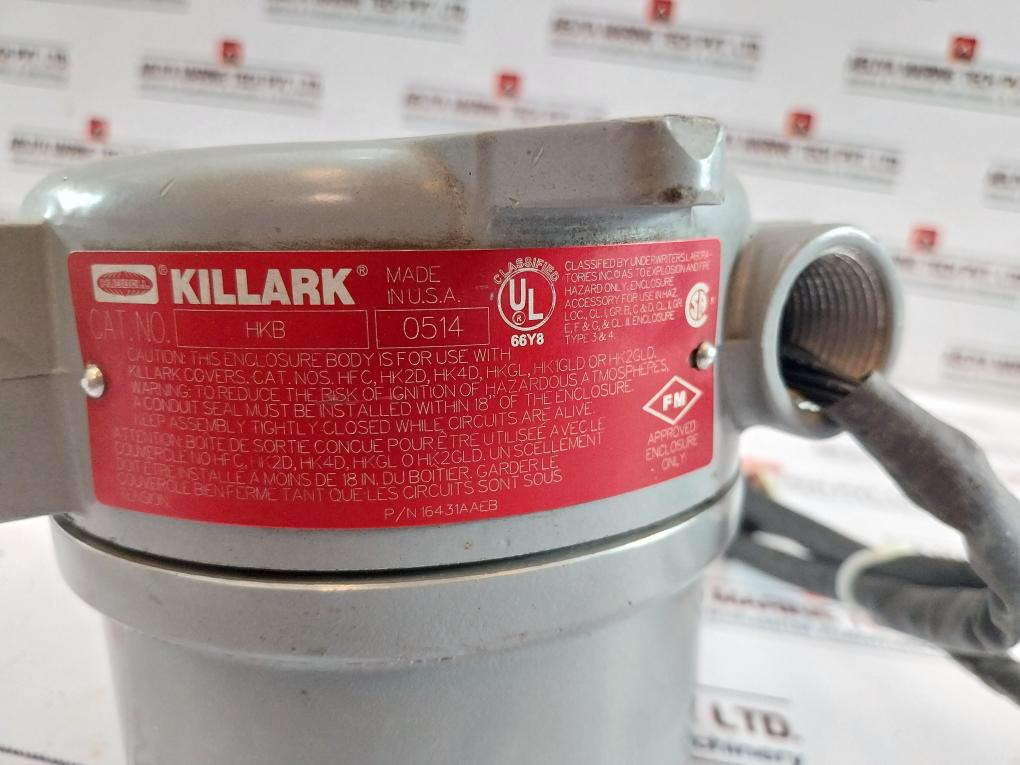 HUBBELL ® KILLARK ® MADE
IN U.S.A.
CAT. NO. HKB 0514
CLASSIFIED
UL ®
66Y8
CLASSIFIED BY UNDERWRITERS LABORA-
TORIES INC.® AS TO EXPLOSION AND FIRE
HAZARD ONLY. ENCLOSURE
ACCESSORY FOR USE IN HAZ.
LOC., CL. I, GR. B, C & D, CL. II, GR.
E, F & G, & CL. III. ENCLOSURE
TYPE 3 & 4.
CAUTION: THIS ENCLOSURE BODY IS FOR USE WITH
KILLARK COVERS, CAT. NOS. HFC, HK2D, HK4D, HKGL, HK1GLD OR HK2GLD.
WARNING: TO REDUCE THE RISK OF IGNITION OF HAZARDOUS ATMOSPHERES,
A CONDUIT SEAL MUST BE INSTALLED WITHIN 18" OF THE ENCLOSURE.
KEEP ASSEMBLY TIGHTLY CLOSED WHILE CIRCUITS ARE ALIVE.
ATTENTION: BOITE DE SORTIE CONCUE POUR ÊTRE UTILISÉE AVEC LE
COUVERCLE NO HFC, HK2D, HK4D, HKGL O HK2GLD. UN SCELLEMENT
DOIT ÊTRE INSTALLE A MOINS DE 18 IN. DU BOITIER. GARDER LE
COUVERCLE BIEN FERME TANT QUE LES CIRCUITS SONT SOUS
TENSION.
P/N 16431AAEB
FM
APPROVED
ENCLOSURE
ONLY
LTD.